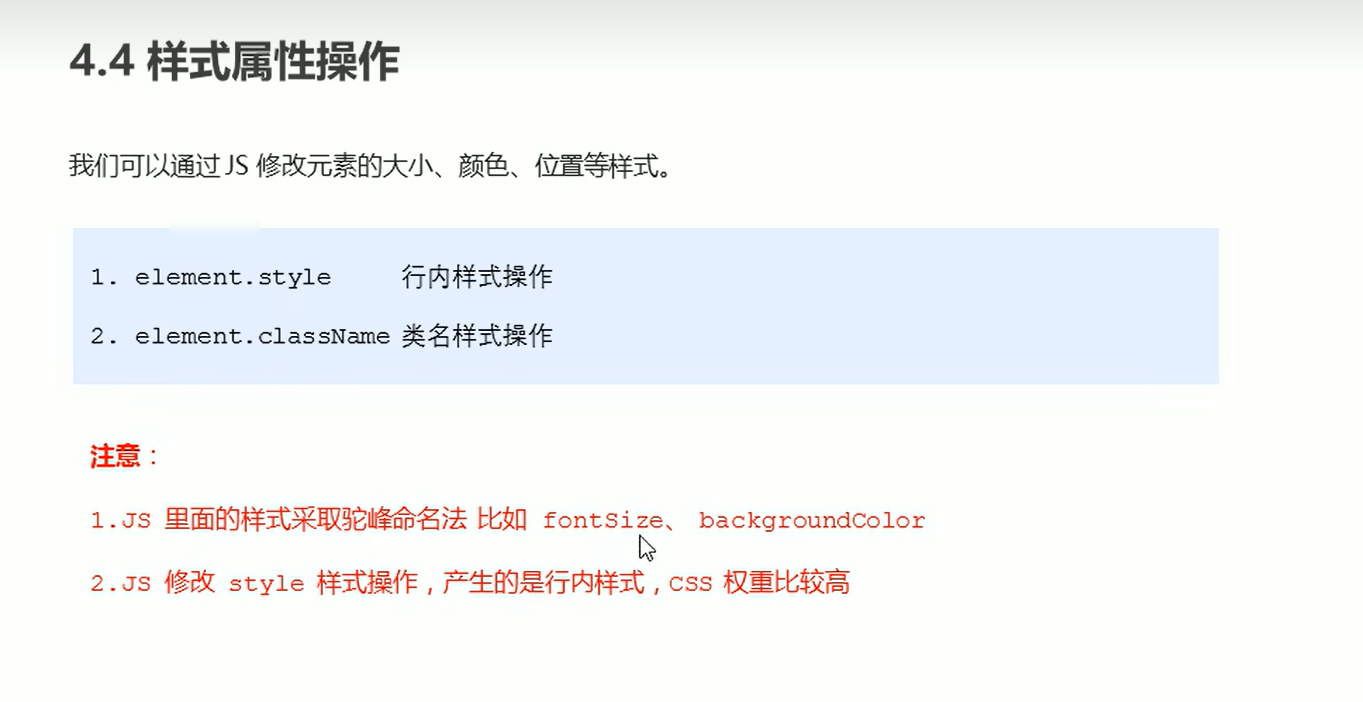 4.4 样式属性操作
我们可以通过 JS 修改元素的大小、颜色、位置等样式。
1. element.style 行内样式操作
2. element.className 类名样式操作
注意：
1.JS 里面的样式采取驼峰命名法 比如 fontSize、 backgroundColor
2.JS 修改 style 样式操作，产生的是行内样式，CSS 权重比较高